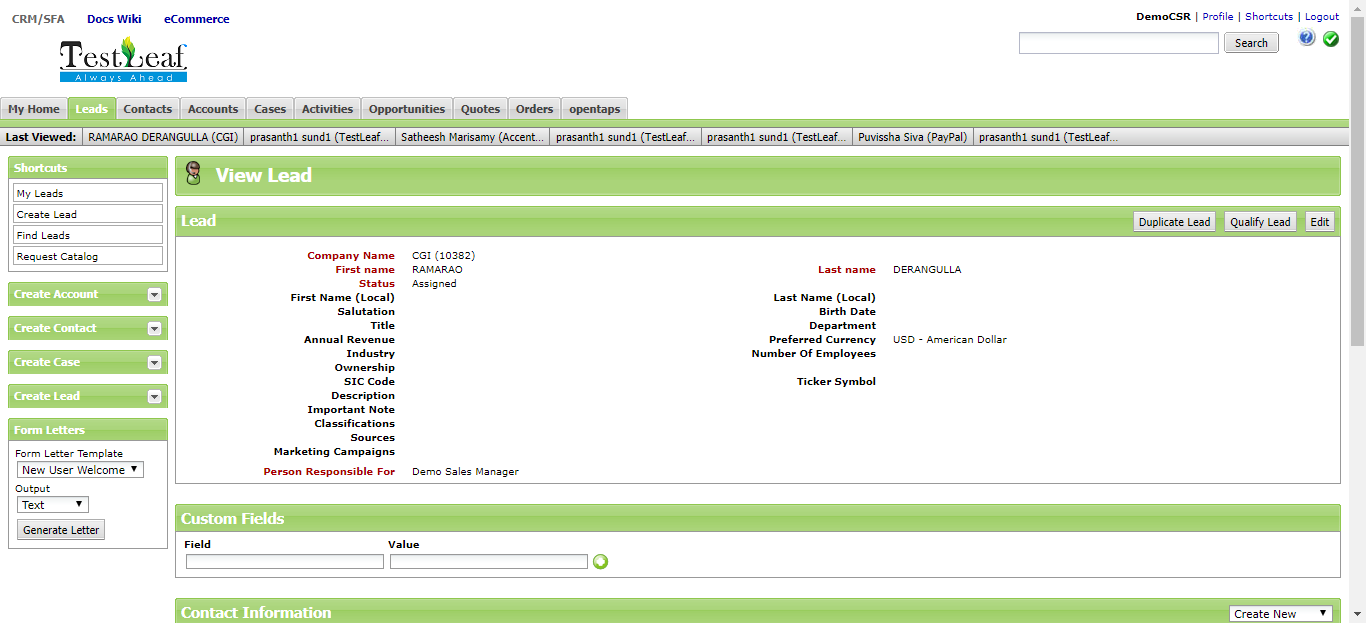 CRM/SFA Docs Wiki eCommerce
DemoCSR | Profile | Shortcuts | Logout
TestLeaf
Always Ahead
Search
My Home Leads Contacts Accounts Cases Activities Opportunities Quotes Orders opentaps
Last Viewed: RAMARAO DERANGULLA (CGI) prasanth1 sund1 (TestLeaf... Satheesh Marisamy (Accent... prasanth1 sund1 (TestLeaf... prasanth1 sund1 (TestLeaf... Puvissha Siva (PayPal) prasanth1 sund1 (TestLeaf...
Shortcuts
My Leads
Create Lead
Find Leads
Request Catalog
Create Account
Create Contact
Create Case
Create Lead
Form Letters
Form Letter Template
New User Welcome
Output
Text
Generate Letter
View Lead
Lead Duplicate Lead Qualify Lead Edit
Company Name CGI (10382)
First name RAMARAO Last name DERANGULLA
Status Assigned
First Name (Local) Last Name (Local)
Salutation Birth Date
Title Department
Annual Revenue Preferred Currency USD - American Dollar
Industry Number Of Employees
Ownership
SIC Code Ticker Symbol
Description
Important Note
Classifications
Sources
Marketing Campaigns
Person Responsible For Demo Sales Manager
Custom Fields
Field Value
Contact Information Create New